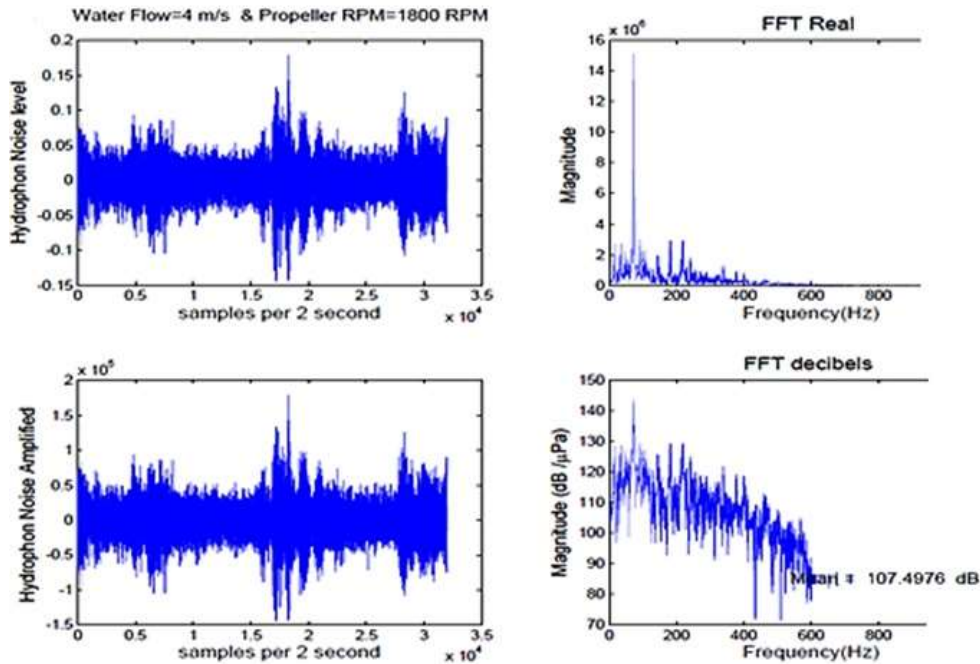 Water Flow=4 m/s & Propeller RPM=1800 RPM
Hydrophon Noise level
0.2
0.15
0.1
0.05
0
-0.05
-0.1
-0.15
0 0.5 1 1.5 2 2.5 3 3.5
samples per 2 second
x 10^4
FFT Real
x 10^6
Magnitude
16
14
12
10
8
6
4
2
0
0 200 400 600 800
Frequency(Hz)
x 10^5
Hydrophon Noise Amplified
2
1.5
1
0.5
0
-0.5
-1
-1.5
0 0.5 1 1.5 2 2.5 3 3.5
samples per 2 second
x 10^4
FFT decibels
Magnitude (dB /μPa)
150
140
130
120
110
100
90
80
70
Mean = 107.4976 dB
0 200 400 600 800
Frequency(Hz)